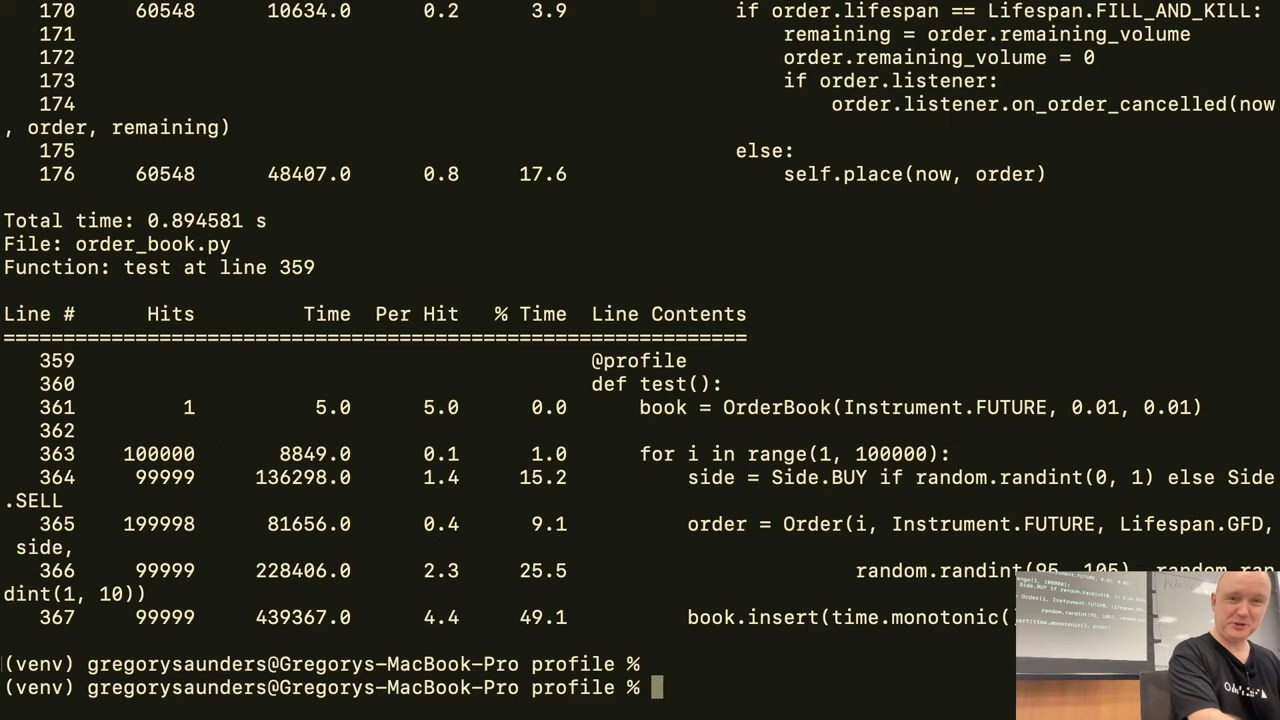 170 60548 10634.0 0.2 3.9 if order.lifespan == Lifespan.FILL_AND_KILL:
171 remaining = order.remaining_volume
172 order.remaining_volume = 0
173 if order.listener:
174 order.listener.on_order_cancelled(now
, order, remaining)
175 else:
176 60548 48407.0 0.8 17.6 self.place(now, order)
Total time: 0.894581 s
File: order_book.py
Function: test at line 359
Line # Hits Time Per Hit % Time Line Contents
==============================================================
359 @profile
360 def test():
361 1 5.0 5.0 0.0 book = OrderBook(Instrument.FUTURE, 0.01, 0.01)
362
363 100000 8849.0 0.1 1.0 for i in range(1, 100000):
364 99999 136298.0 1.4 15.2 side = Side.BUY if random.randint(0, 1) else Side
.SELL
365 199998 81656.0 0.4 9.1 order = Order(i, Instrument.FUTURE, Lifespan.GFD,
side,
366 99999 228406.0 2.3 25.5 random.randint(95, 105), random.ran
dint(1, 10))
367 99999 439367.0 4.4 49.1 book.insert(time.monotonic(
(venv) gregorysaunders@Gregorys-MacBook-Pro profile %
(venv) gregorysaunders@Gregorys-MacBook-Pro profile %